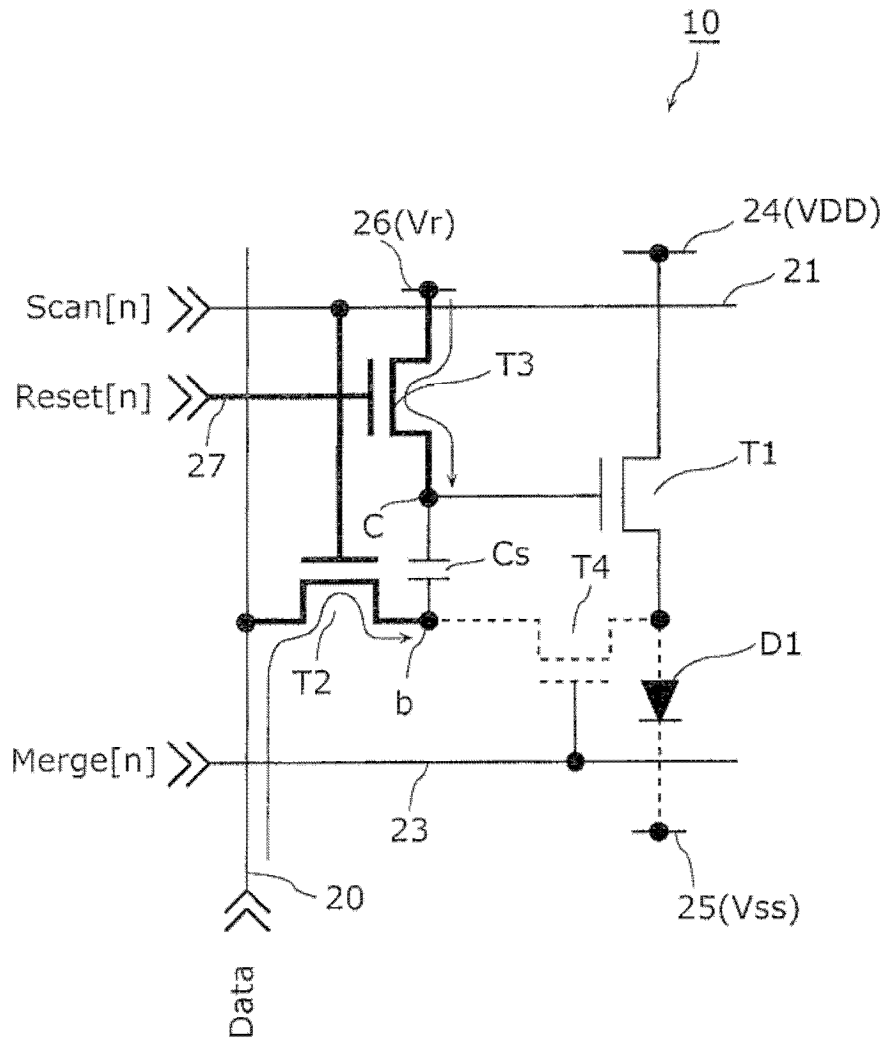 10
26(Vr)
24(VDD)
21
Scan[n]
T3
Reset[n]
27
T1
C
Cs
T4
T2
b
D1
Merge[n]
23
20
25(Vss)
Data